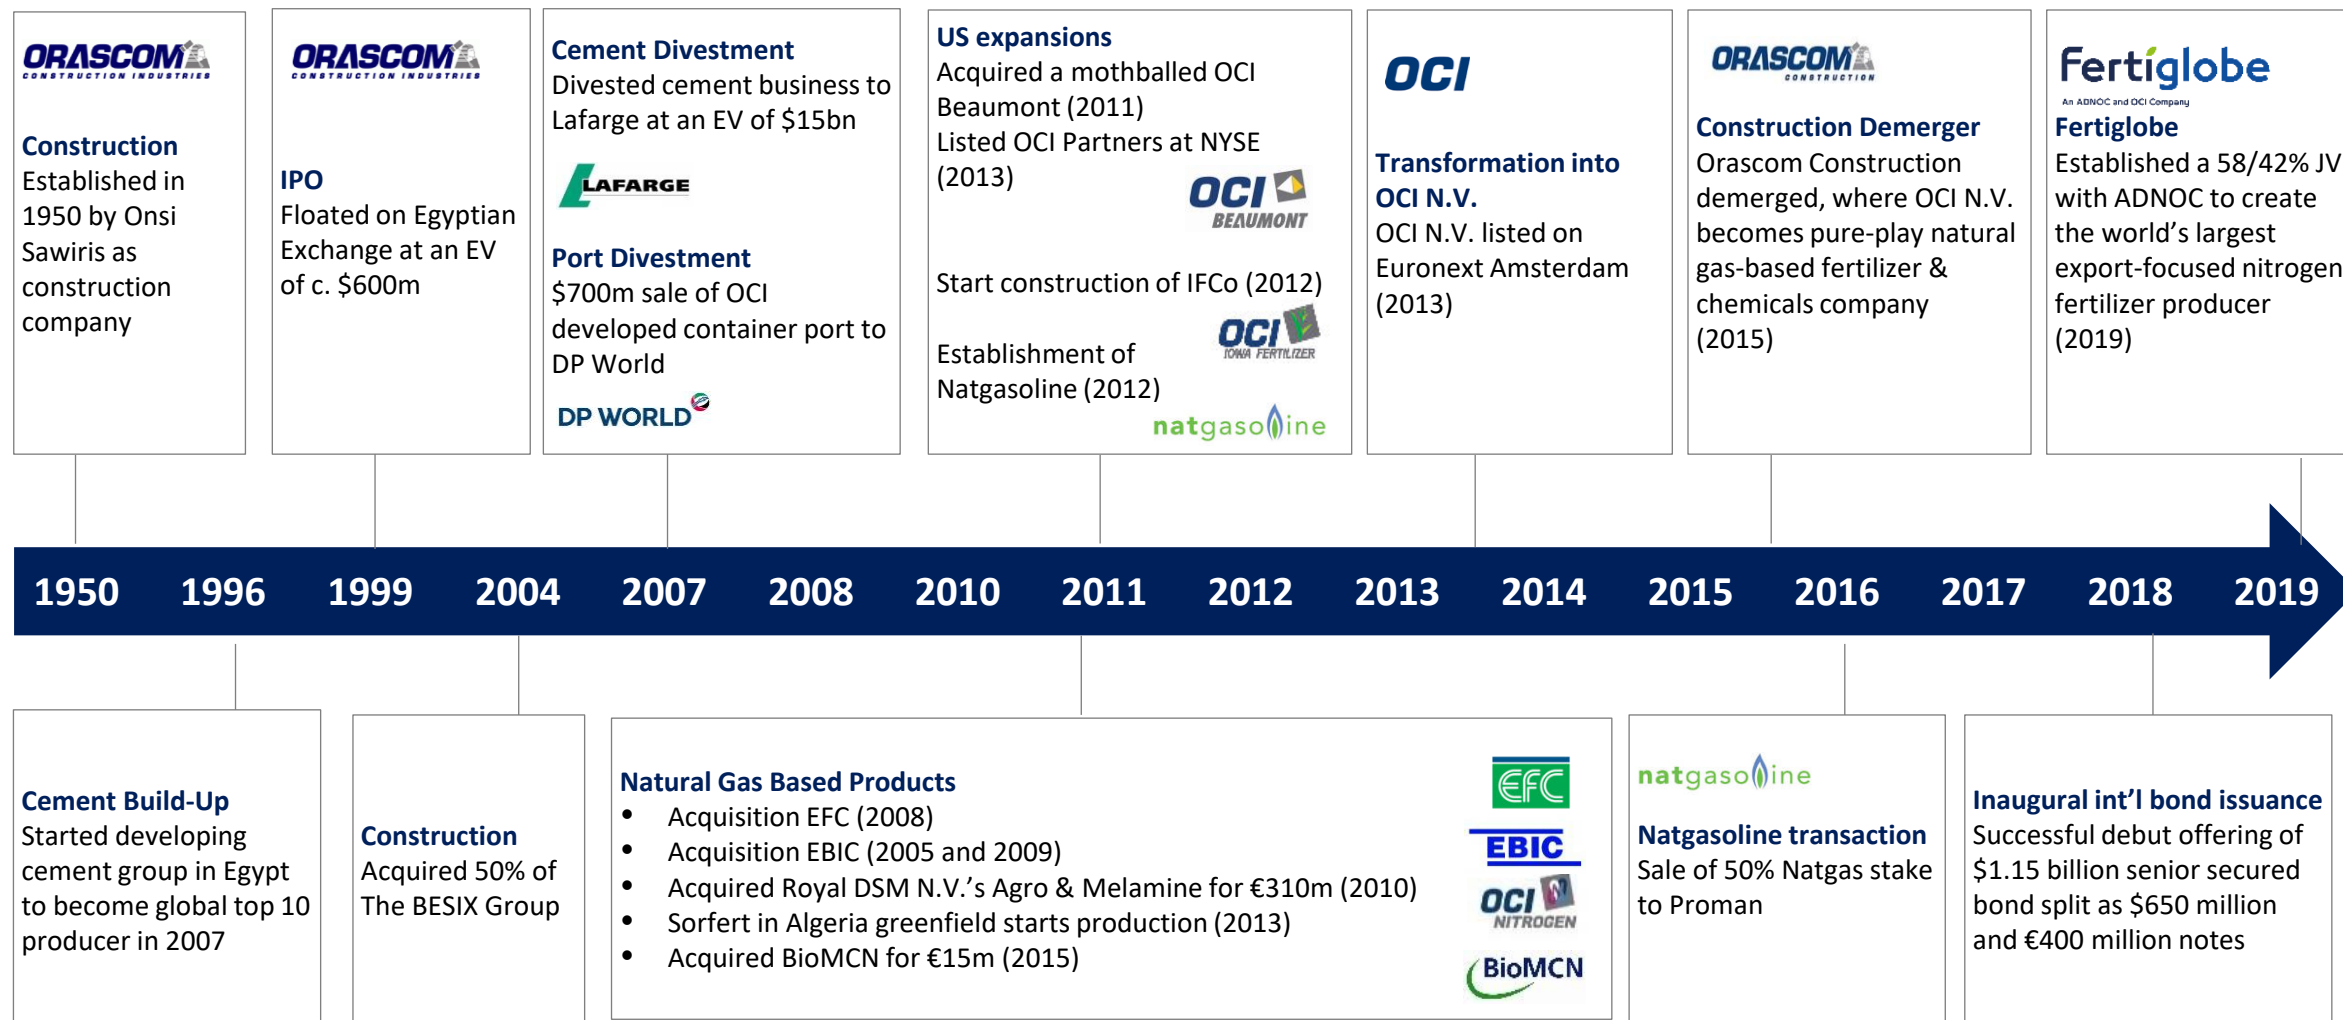 ORASCOM
CONSTRUCTION INDUSTRIES
Construction
Established in
1950 by Onsi
Sawiris as
construction
company
ORASCOM
CONSTRUCTION INDUSTRIES
IPO
Floated on Egyptian
Exchange at an EV
of c. $600m
Cement Divestment
Divested cement business to
Lafarge at an EV of $15bn
LAFARGE
Port Divestment
$700m sale of OCI
developed container port to
DP World
DP WORLD
US expansions
Acquired a mothballed OCI
Beaumont (2011)
Listed OCI Partners at NYSE
(2013)
OCI
BEAUMONT
Start construction of IFCo (2012)
OCI
IOWA FERTILIZER
Establishment of
Natgasoline (2012)
natgasoline
OCI
Transformation into
OCI N.V.
OCI N.V. listed on
Euronext Amsterdam
(2013)
ORASCOM
CONSTRUCTION
Construction Demerger
Orascom Construction
demerged, where OCI N.V.
becomes pure-play natural
gas-based fertilizer &
chemicals company
(2015)
Fertiglobe
An ADNOC and OCI Company
Fertiglobe
Established a 58/42% JV
with ADNOC to create
the world’s largest
export-focused nitrogen
fertilizer producer
(2019)
1950 1996 1999 2004 2007 2008 2010 2011 2012 2013 2014 2015 2016 2017 2018 2019
Cement Build-Up
Started developing
cement group in Egypt
to become global top 10
producer in 2007
Construction
Acquired 50% of
The BESIX Group
Natural Gas Based Products
• Acquisition EFC (2008)
• Acquisition EBIC (2005 and 2009)
• Acquired Royal DSM N.V.’s Agro & Melamine for €310m (2010)
• Sorfert in Algeria greenfield starts production (2013)
• Acquired BioMCN for €15m (2015)
EFC
EBIC
OCI
NITROGEN
BioMCN
natgasoline
Natgasoline transaction
Sale of 50% Natgas stake
to Proman
Inaugural int’l bond issuance
Successful debut offering of
$1.15 billion senior secured
bond split as $650 million
and €400 million notes